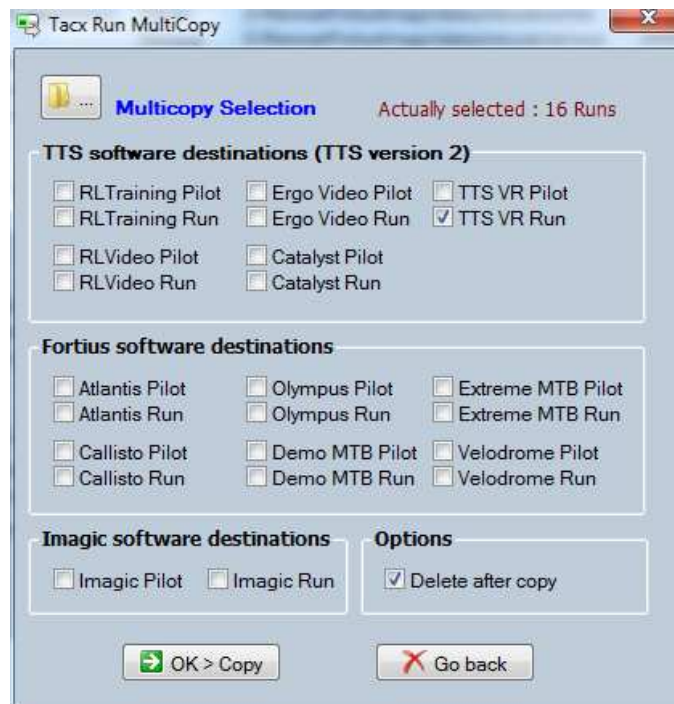 Tacx Run MultiCopy
... Multicopy Selection Actually selected : 16 Runs
TTS software destinations (TTS version 2)
RLTraining Pilot Ergo Video Pilot TTS VR Pilot
RLTraining Run Ergo Video Run TTS VR Run
RLVideo Pilot Catalyst Pilot
RLVideo Run Catalyst Run
Fortius software destinations
Atlantis Pilot Olympus Pilot Extreme MTB Pilot
Atlantis Run Olympus Run Extreme MTB Run
Callisto Pilot Demo MTB Pilot Velodrome Pilot
Callisto Run Demo MTB Run Velodrome Run
Imagic software destinations Options
Imagic Pilot Imagic Run Delete after copy
OK > Copy Go back